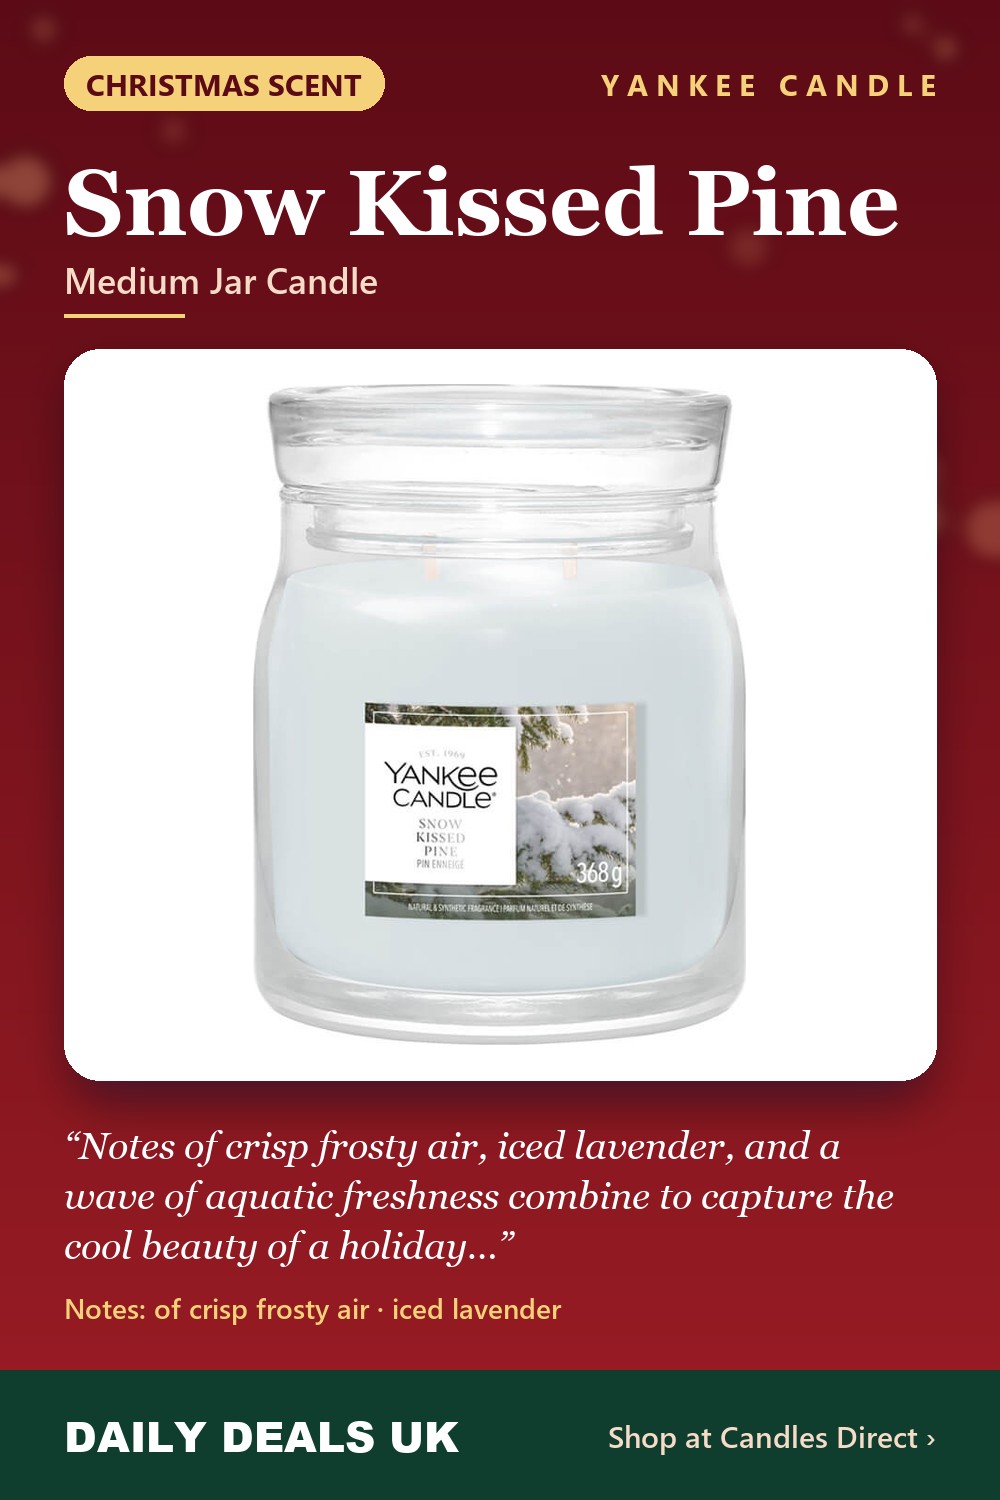 CHRISTMAS SCENT
YANKEE CANDLE
Snow Kissed Pine
Medium Jar Candle
EST. 1969
YANKEE
CANDLE®
SNOW
KISSED
PINE
PIN ENNEIGÉ
368 g
NATURAL & SYNTHETIC FRAGRANCE | PARFUM NATUREL ET DE SYNTHÈSE
“Notes of crisp frosty air, iced lavender, and a
wave of aquatic freshness combine to capture the
cool beauty of a holiday...”
Notes: of crisp frosty air · iced lavender
DAILY DEALS UK
Shop at Candles Direct ›